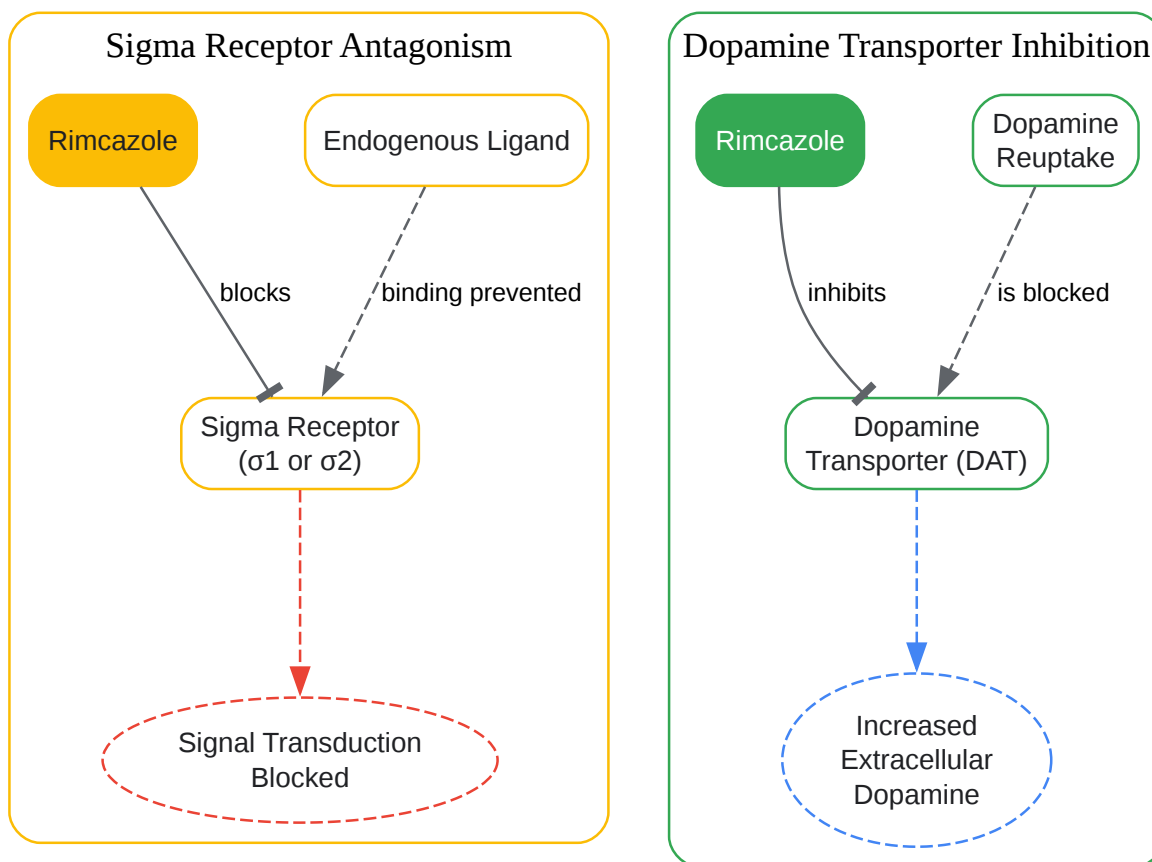 Sigma Receptor Antagonism
Rimcazole
Endogenous Ligand
blocks
binding prevented
Sigma Receptor
(σ1 or σ2)
Signal Transduction
Blocked
Dopamine Transporter Inhibition
Rimcazole
Dopamine
Reuptake
inhibits
is blocked
Dopamine
Transporter (DAT)
Increased
Extracellular
Dopamine